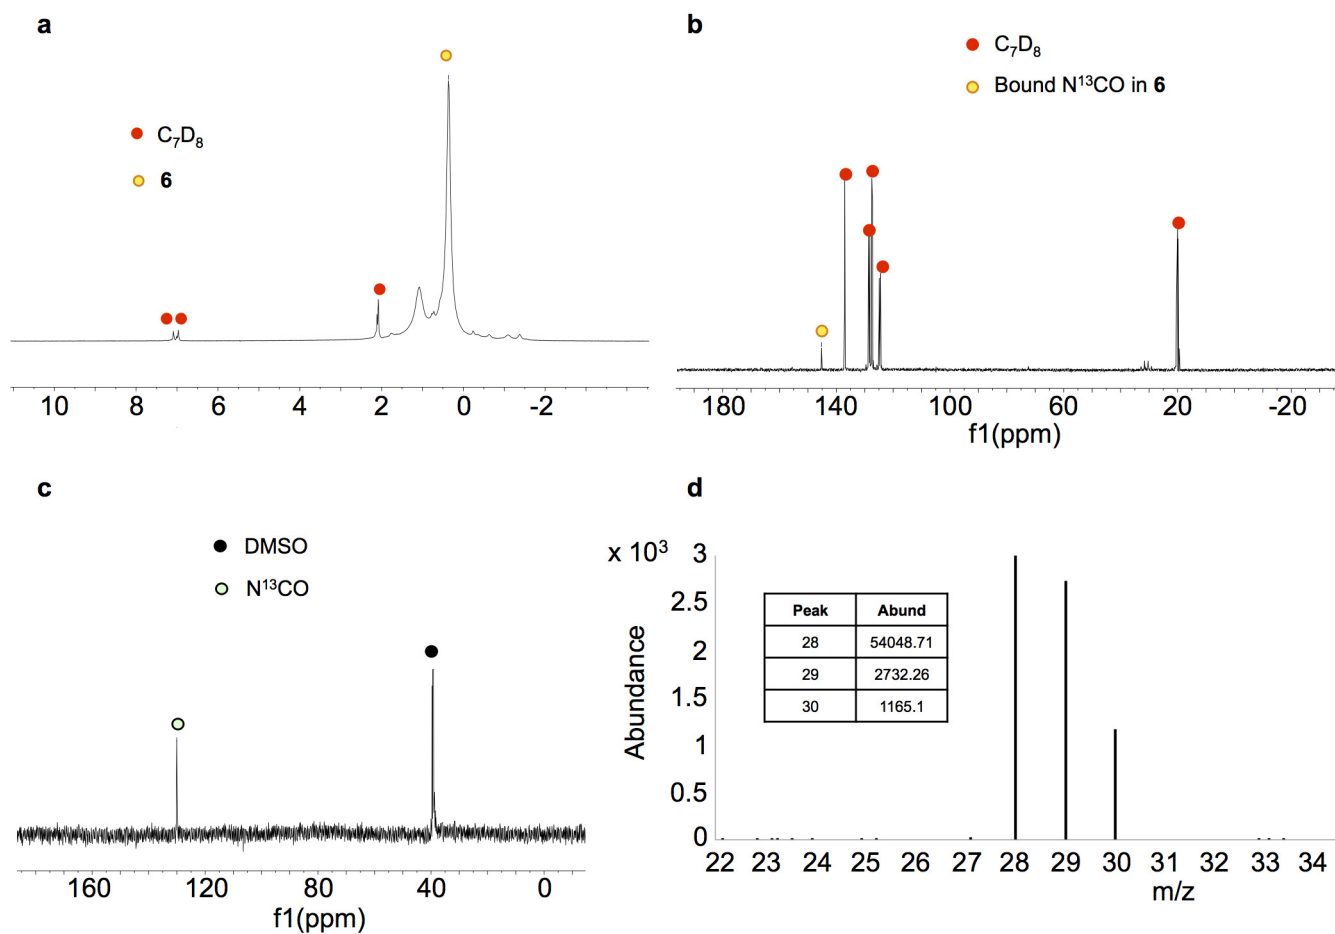 a
C₇D₈
6
10 8 6 4 2 0 -2
b
C₇D₈
Bound N¹³CO in 6
180 140 100 60 20 -20
f1(ppm)
c
DMSO
N¹³CO
160 120 80 40 0
f1(ppm)
d
x 10³
3
2.5
2
1.5
1
0.5
0
Abundance
Peak Abund
28 54048.71
29 2732.26
30 1165.1
22 23 24 25 26 27 28 29 30 31 32 33 34
m/z